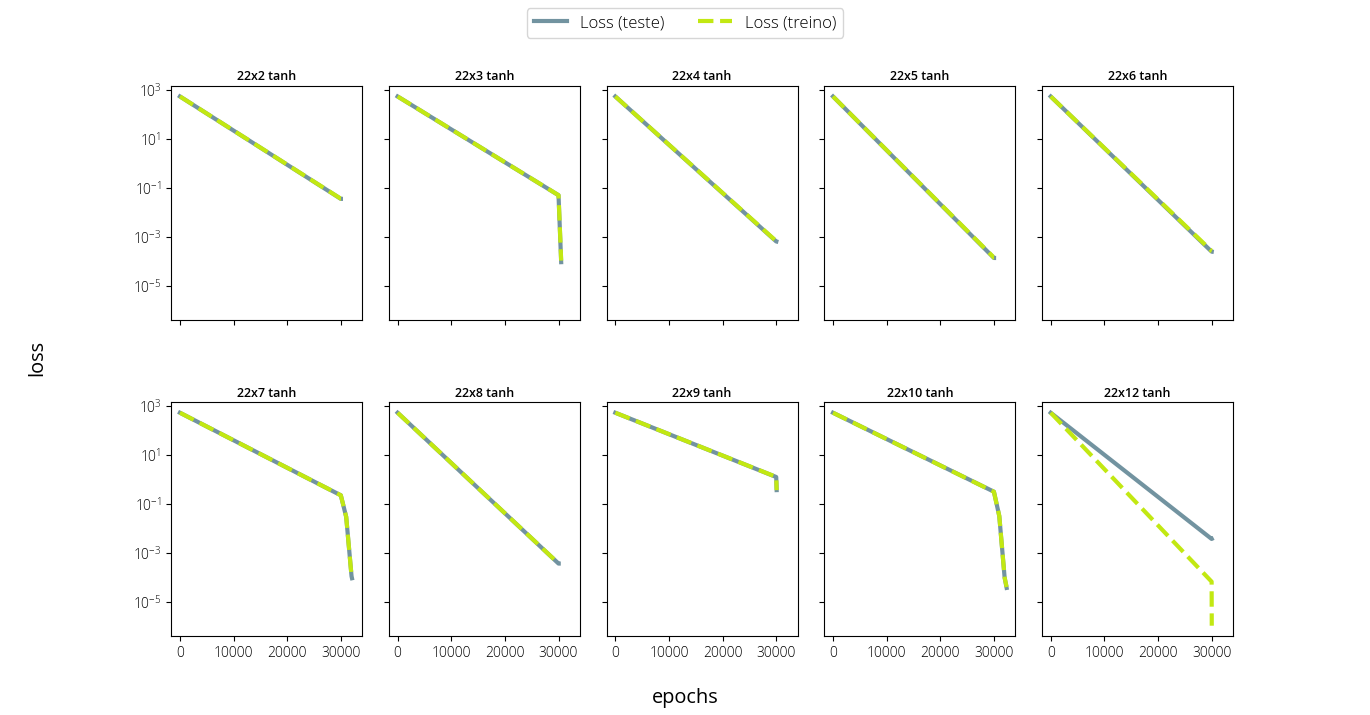 Loss (teste) Loss (treino)
22x2 tanh 22x3 tanh 22x4 tanh 22x5 tanh 22x6 tanh
10³
10¹
10⁻¹
10⁻³
10⁻⁵
loss
22x7 tanh 22x8 tanh 22x9 tanh 22x10 tanh 22x12 tanh
10³
10¹
10⁻¹
10⁻³
10⁻⁵
0 10000 20000 30000 0 10000 20000 30000 0 10000 20000 30000 0 10000 20000 30000 0 10000 20000 30000
epochs